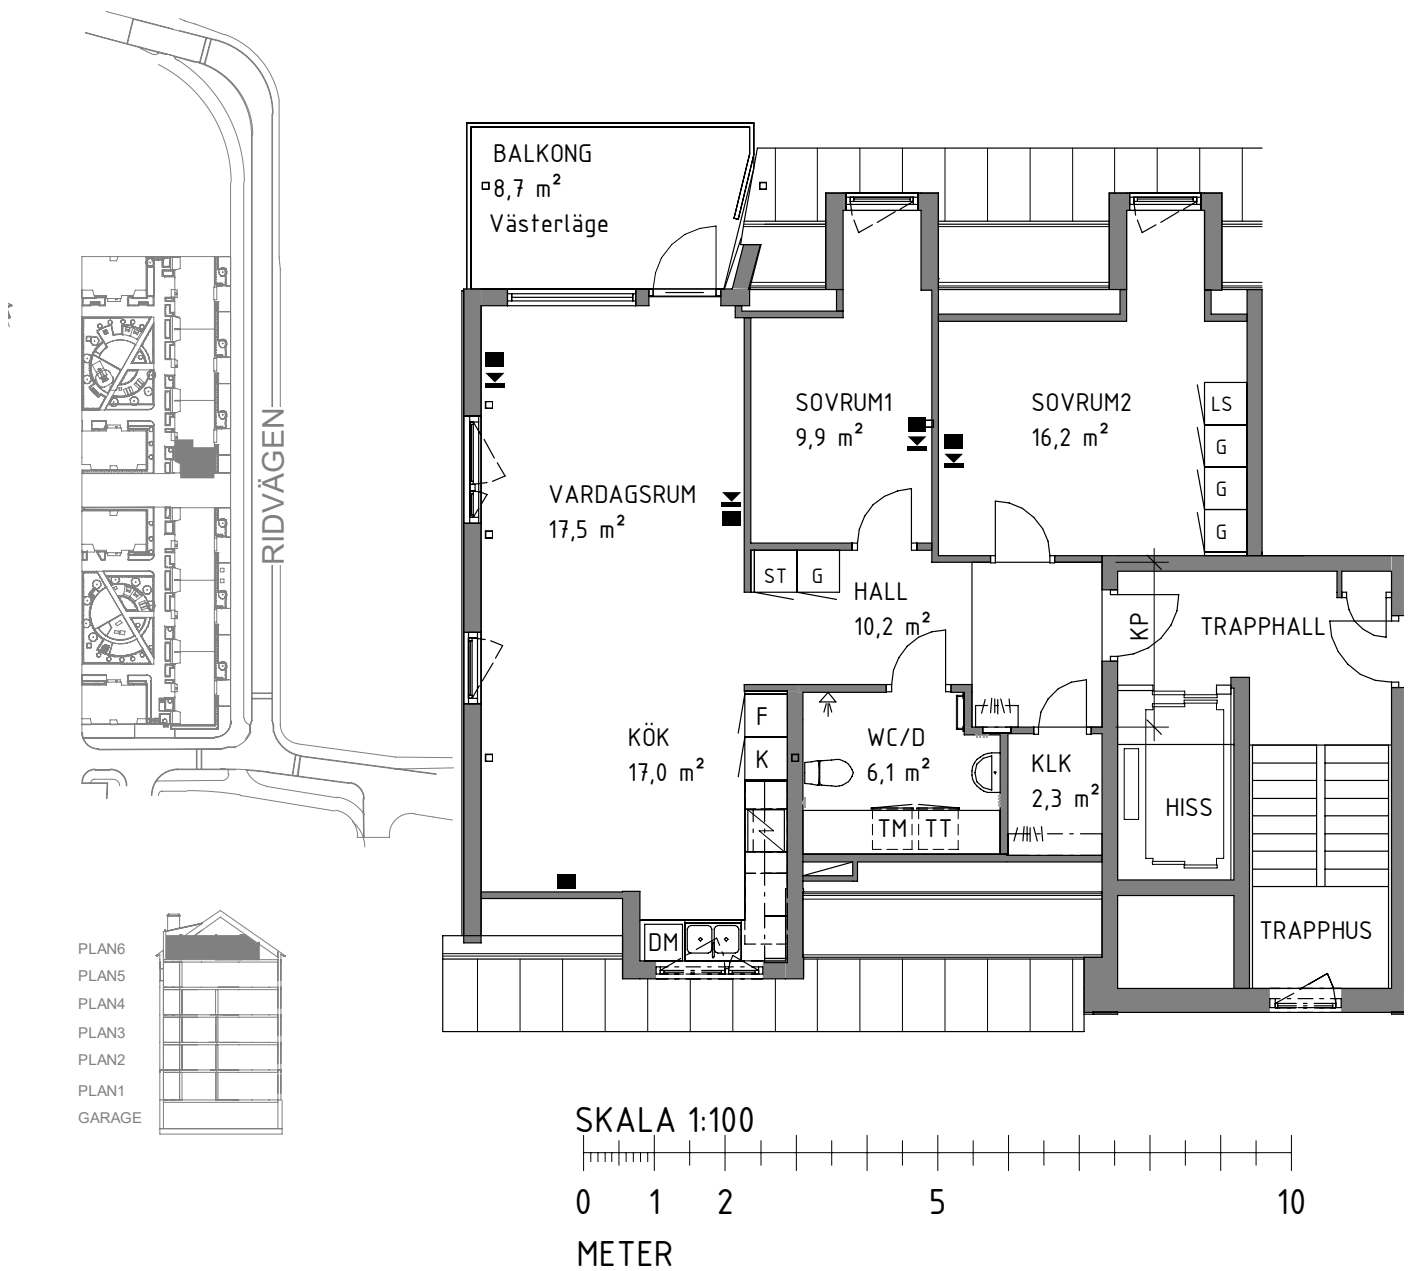 BALKONG
8,7 m²
Västerläge
SOVRUM1
9,9 m²
SOVRUM2
16,2 m²
LS
G
G
G
VARDAGSRUM
17,5 m²
RIDVÄGEN
ST
G
HALL
10,2 m²
KP
TRAPPHALL
F
K
KÖK
17,0 m²
WC/D
6,1 m²
TM
TT
KLK
2,3 m²
HISS
DM
TRAPPHUS
PLAN6
PLAN5
PLAN4
PLAN3
PLAN2
PLAN1
GARAGE
SKALA 1:100
0 1 2 5 10
METER